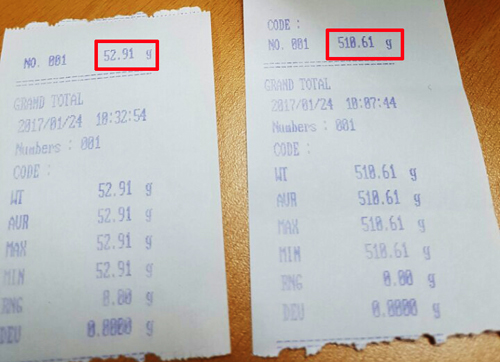 NO. 001 52.91 g
GRAND TOTAL
2017/01/24 10:32:54
Numbers : 001
CODE :
WT 52.91 g
AVR 52.91 g
MAX 52.91 g
MIN 52.91 g
RNG 0.00 g
DEV 0.0000 g
CODE :
NO. 001 510.61 g
GRAND TOTAL
2017/01/24 10:07:44
Numbers : 001
CODE :
WT 510.61 g
AVR 510.61 g
MAX 510.61 g
MIN 510.61 g
RNG 0.00 g
DEV 0.0000 g